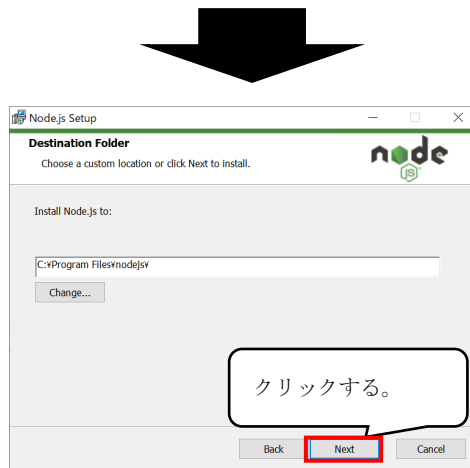 Node.js Setup
Destination Folder
Choose a custom location or click Next to install.
node
JS
Install Node.js to:
C:¥Program Files¥nodejs¥
Change...
クリックする。
Back Next Cancel